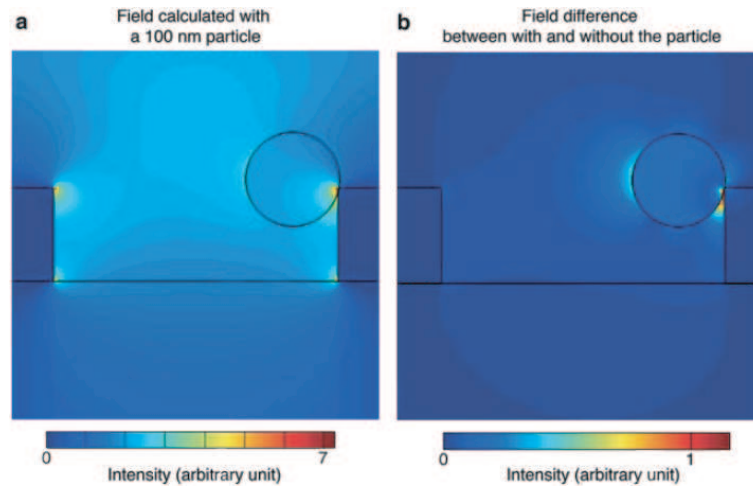 a
Field calculated with
a 100 nm particle
b
Field difference
between with and without the particle
0
7
Intensity (arbitrary unit)
0
1
Intensity (arbitrary unit)